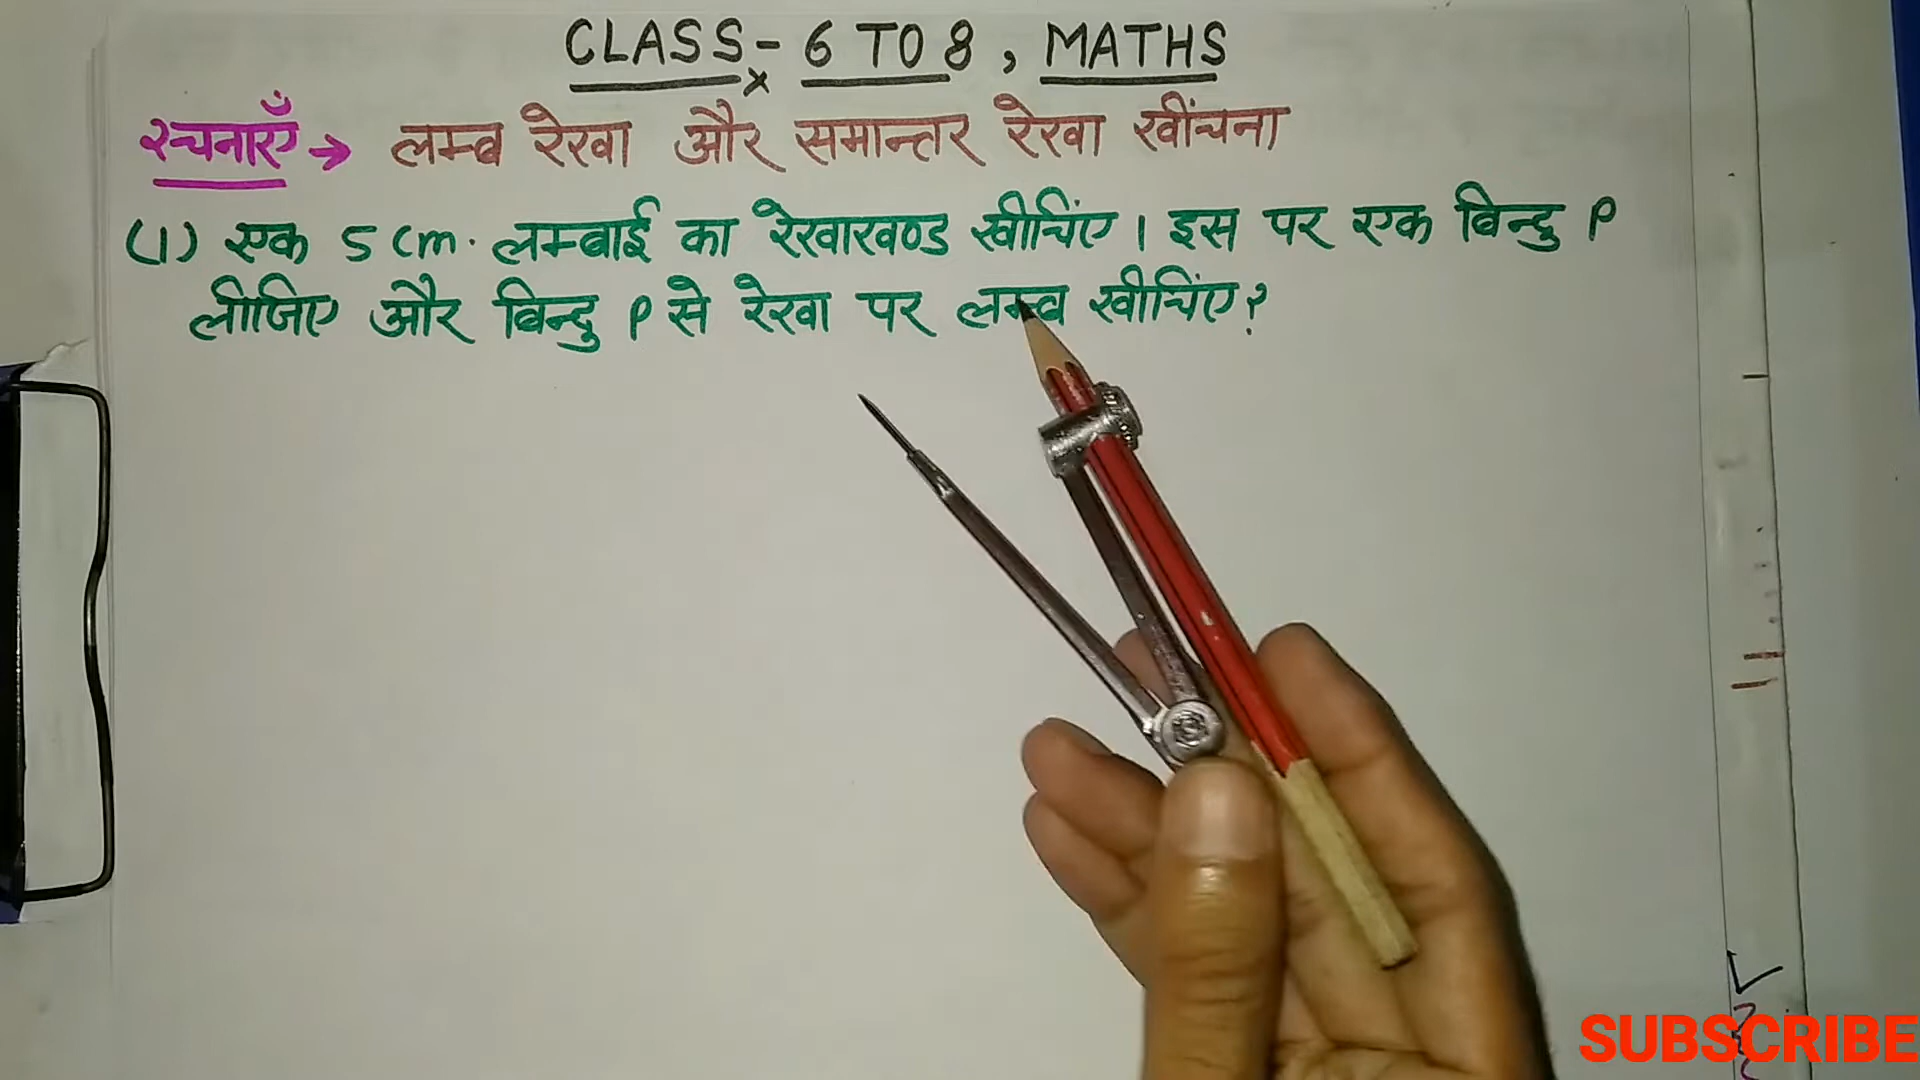 CLASS - 6 TO 8, MATHS
रचनाएँ → लम्ब रेखा और समान्तर रेखा खींचना
(1) एक 5 cm. लम्बाई का रेखाखण्ड खीचिंए। इस पर एक विन्दु P
लीजिए और विन्दु P से रेखा पर लम्ब खीचिंए?
SUBSCRIBE